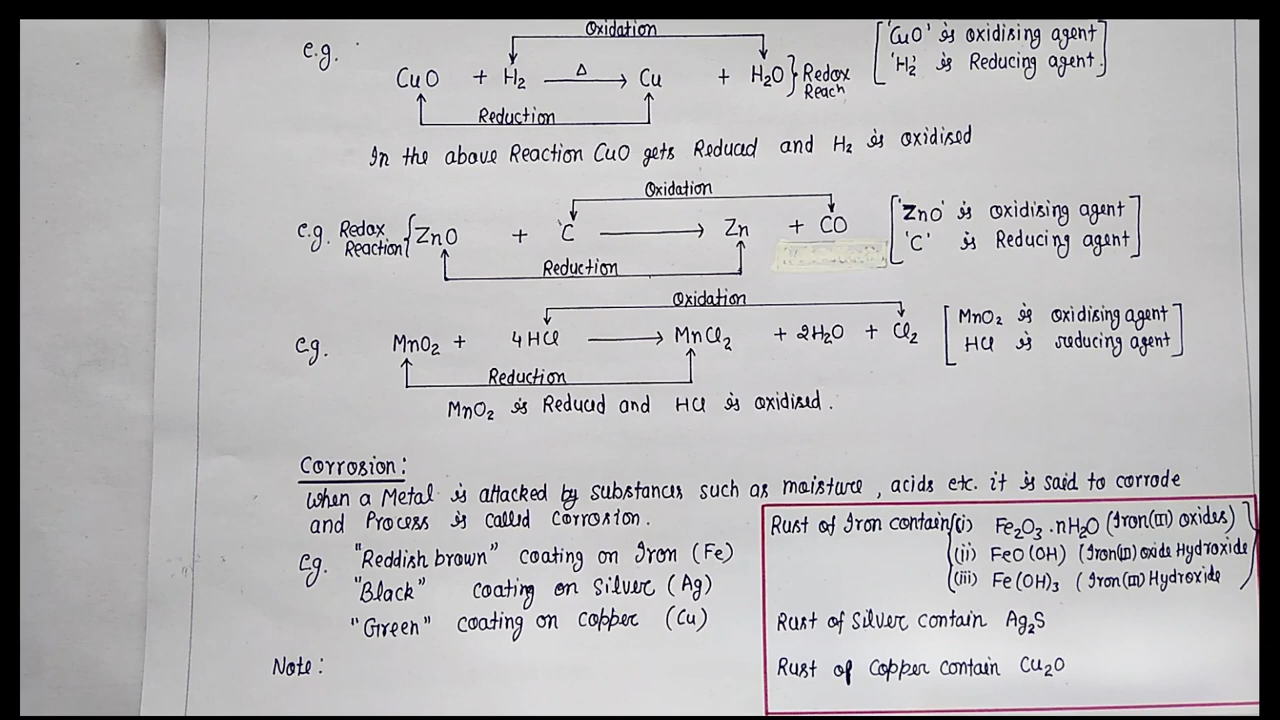 Oxidation
e.g. CuO + H2 —Δ→ Cu + H2O } Redox Reacn ['CuO' is oxidising agent
'H2' is Reducing agent.]
Reduction
In the above Reaction CuO gets Reduced and H2 is oxidised
Oxidation
e.g. Redox Reaction { ZnO + 'C → Zn + CO ['ZnO' is oxidising agent
'C' is Reducing agent]
Reduction
Oxidation
e.g. MnO2 + 4HCl → MnCl2 + 2H2O + Cl2 [MnO2 is oxidising agent
HCl is reducing agent]
Reduction
MnO2 is Reduced and HCl is oxidised.
Corrosion:
When a Metal is attacked by substances such as moisture, acids etc. it is said to corrode
and Process is called Corrosion.
e.g. "Reddish brown" coating on Iron (Fe)
"Black" coating on Silver (Ag)
"Green" coating on Copper (Cu)
Note:
Rust of Iron contain (i) Fe2O3.nH2O (Iron(III) oxides)
(ii) FeO(OH) (Iron(III) oxide Hydroxide
(iii) Fe(OH)3 (Iron(III) Hydroxide
Rust of Silver contain Ag2S
Rust of Copper contain Cu2O